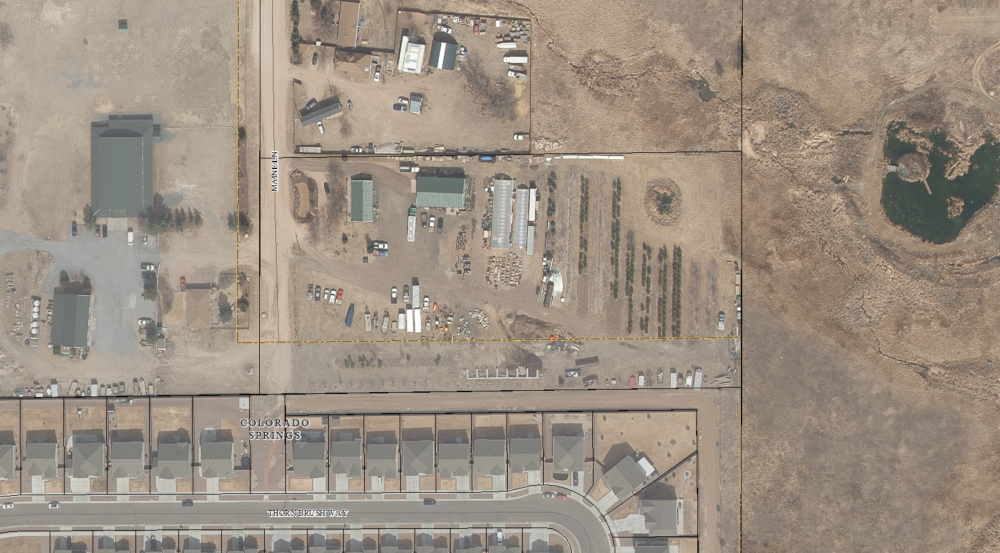 MAINE LN
COLORADO
SPRINGS
THORNBRUSH WAY